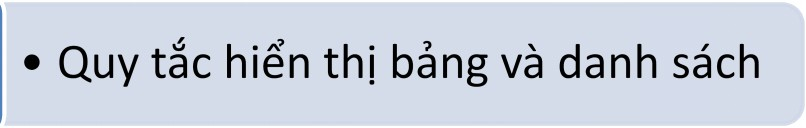 • Quy tắc hiển thị bảng và danh sách